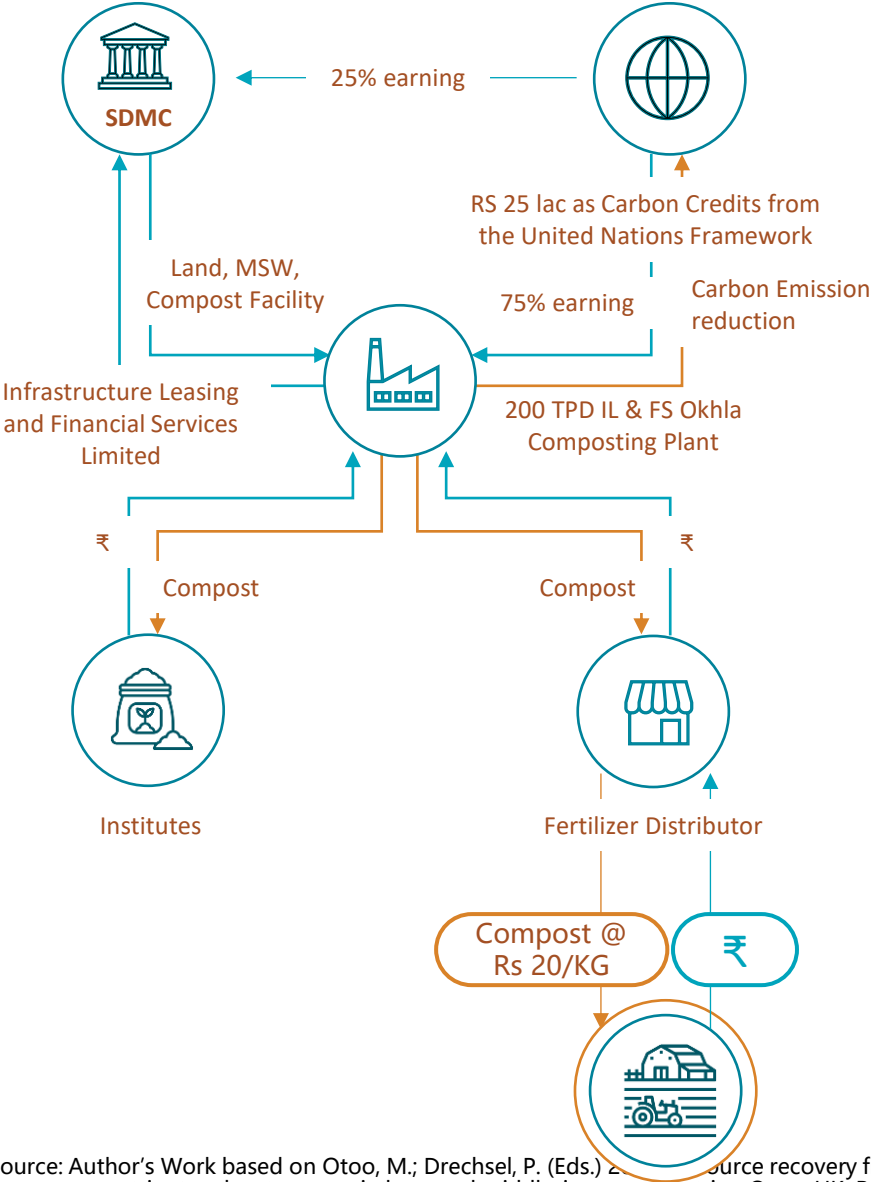 25% earning
SDMC
RS 25 lac as Carbon Credits from
the United Nations Framework
Land, MSW,
Compost Facility
75% earning
Carbon Emission
reduction
Infrastructure Leasing
and Financial Services
Limited
200 TPD IL & FS Okhla
Composting Plant
₹
₹
Compost
Compost
Institutes
Fertilizer Distributor
Compost @
Rs 20/KG
₹
ource: Author's Work based on Otoo, M.; Drechsel, P. (Eds.) ource recovery f